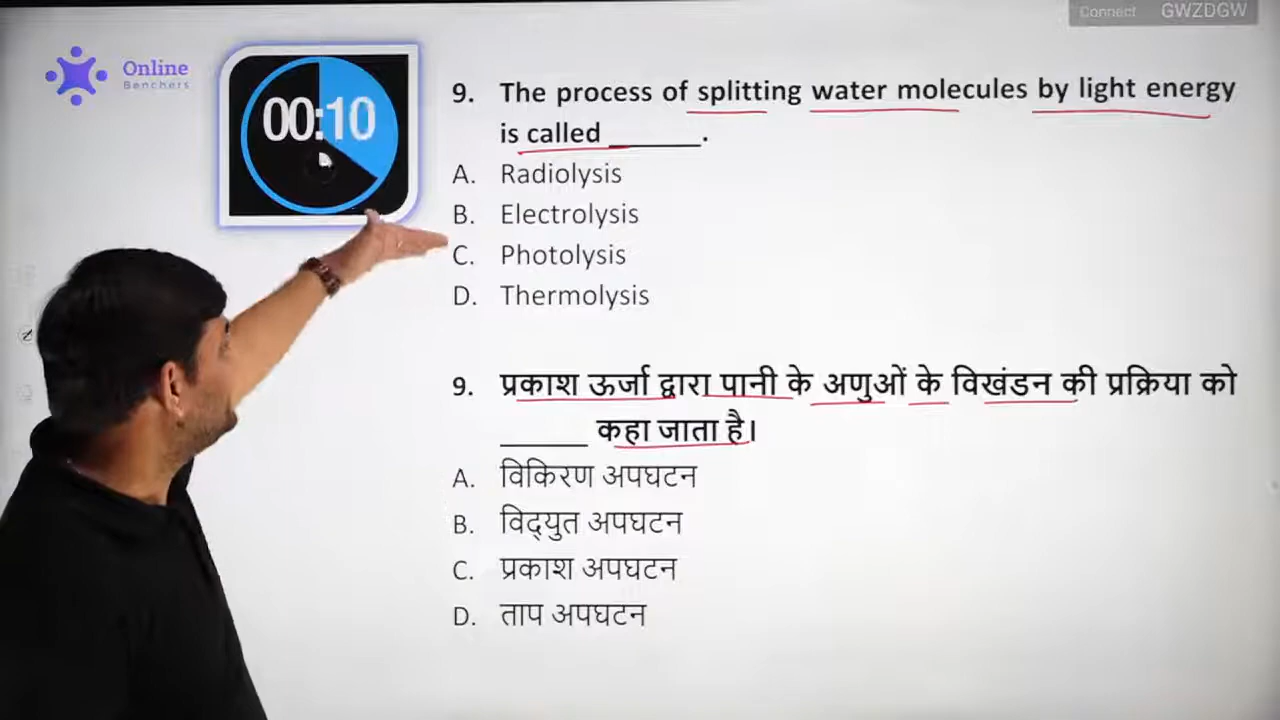 Connect GWZDGW
Online
Benchers
00:10
9. The process of splitting water molecules by light energy
is called ______.
A. Radiolysis
B. Electrolysis
C. Photolysis
D. Thermolysis
9. प्रकाश ऊर्जा द्वारा पानी के अणुओं के विखंडन की प्रक्रिया को
______ कहा जाता है।
A. विकिरण अपघटन
B. विद्युत अपघटन
C. प्रकाश अपघटन
D. ताप अपघटन